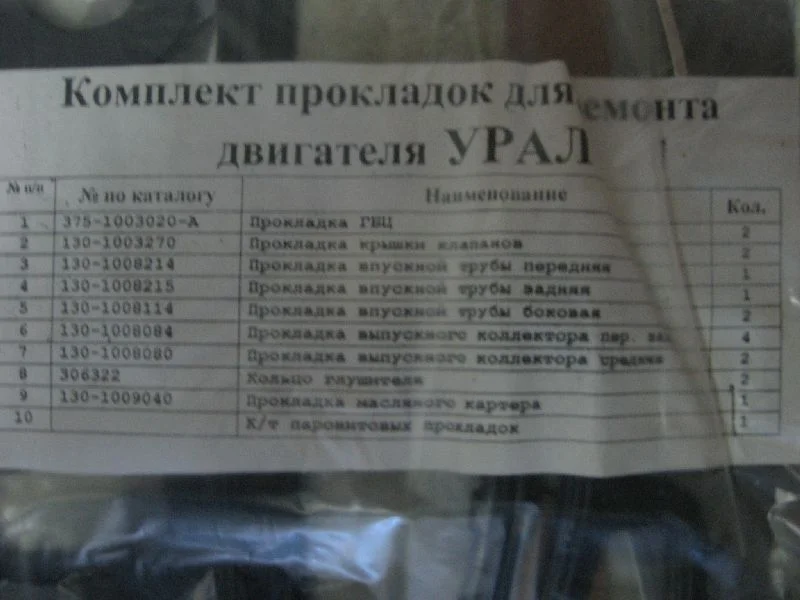 Комплект прокладок для емонта
двигателя УРАЛ
№ п/п № по каталогу Наименование Кол.
1 375-1003020-А Прокладка ГБЦ 2
2 130-1003270 Прокладка крышки клапанов 2
3 130-1008214 Прокладка впускной трубы передняя 1
4 130-1008215 Прокладка впускной трубы задняя 1
5 130-1008114 Прокладка впускной трубы боковая 2
6 130-1008084 Прокладка выпускного коллектора пер. 4
7 130-1008080 Прокладка выпускного коллектора средняя 2
8 306322 Кольцо глушителя 2
9 130-1009040 Прокладка масляного картера 1
10 К/т паронитовых прокладок 1